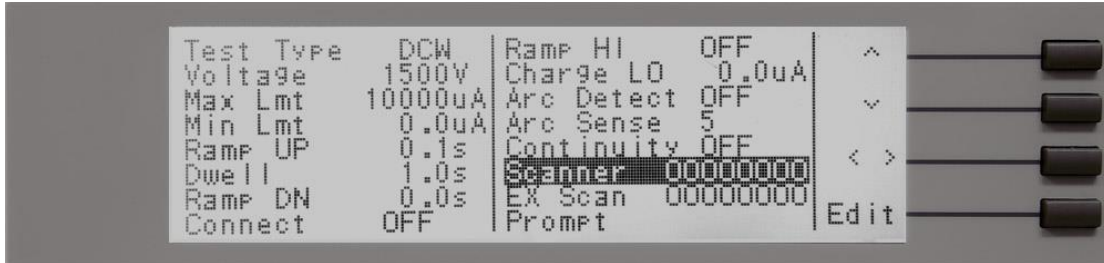 Test Type DCW
Voltage 1500V
Max Lmt 10000uA
Min Lmt 0.0uA
Ramp UP 0.1s
Dwell 1.0s
Ramp DN 0.0s
Connect OFF
Ramp HI OFF
Charge LO 0.0uA
Arc Detect OFF
Arc Sense 5
Continuity OFF
Scanner OOOOOOOO
EX Scan OOOOOOOO
Prompt
^
v
< >
Edit